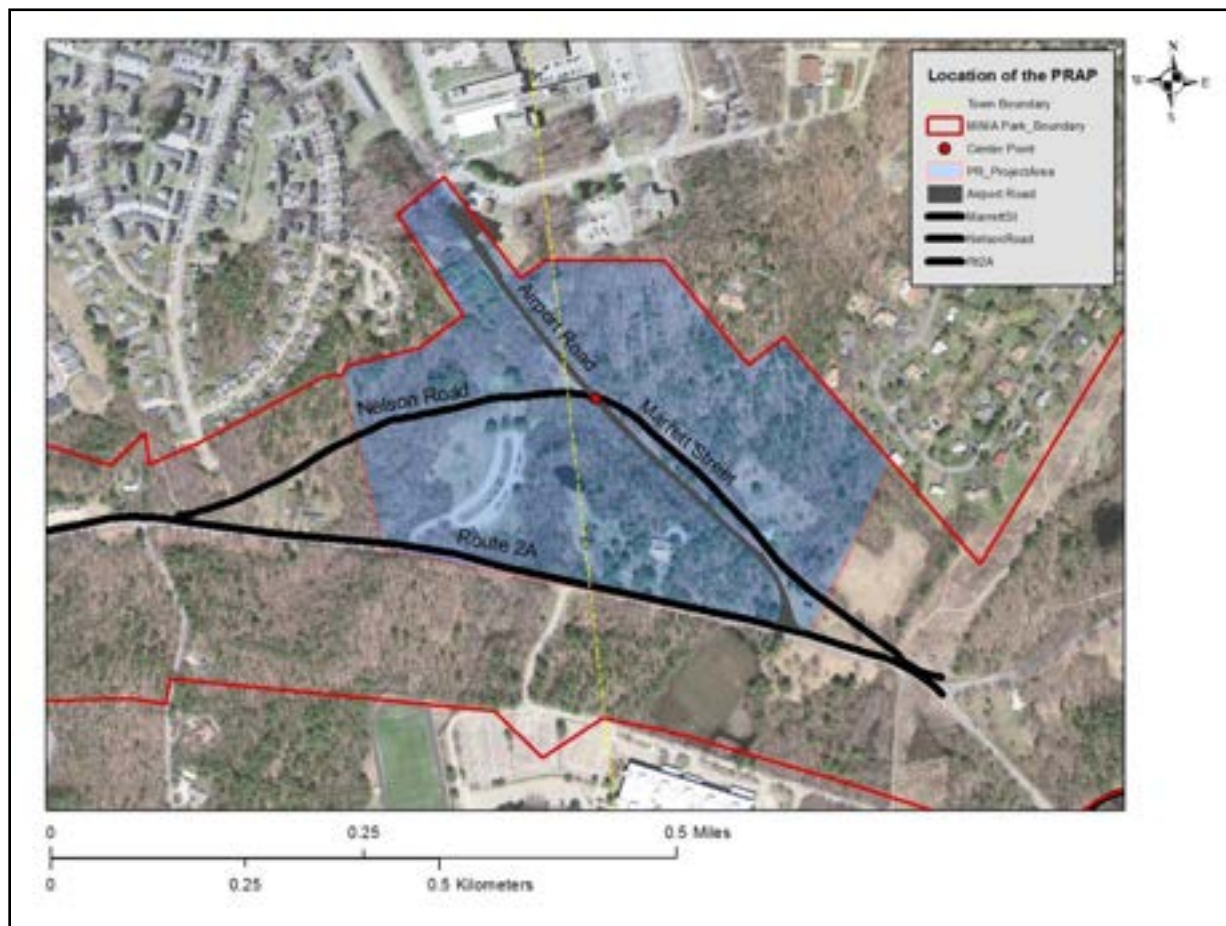 N
W
E
S
Location of the PRAP
Town Boundary
MIMA Park_Boundary
Center Point
PR_ProjectArea
Airport Road
MarrettSt
NelsonRoad
Rt2A
Airport Road
Nelson Road
Marrett Street
Route 2A
0 0.25 0.5 Miles
0 0.25 0.5 Kilometers